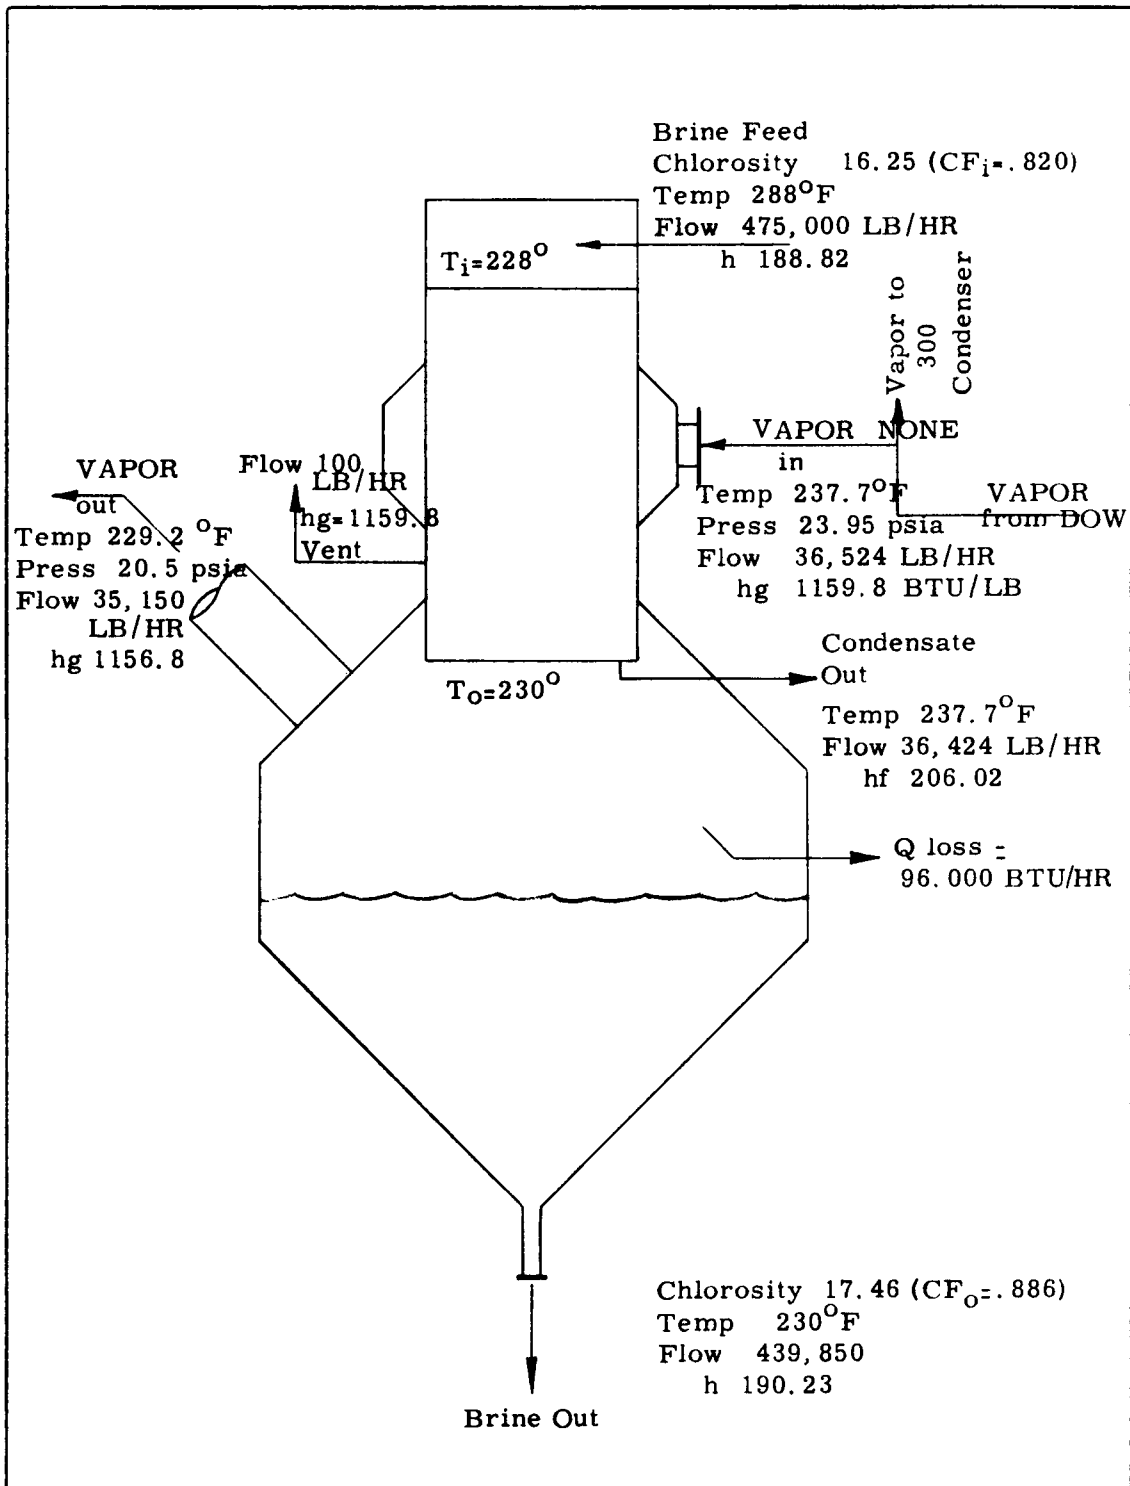 Brine Feed
Chlorosity 16.25 (CFi=.820)
Temp 288°F
Flow 475,000 LB/HR
h 188.82
Ti=228°
Vapor to
300
Condenser
VAPOR NONE
in
Temp 237.7°F
Press 23.95 psia
Flow 36,524 LB/HR
hg 1159.8 BTU/LB
VAPOR
from DOW
Flow 100
LB/HR
hg=1159.8
Vent
VAPOR
out
Temp 229.2 °F
Press 20.5 psia
Flow 35,150
LB/HR
hg 1156.8
To=230°
Condensate
Out
Temp 237.7°F
Flow 36,424 LB/HR
hf 206.02
Q loss =
96.000 BTU/HR
Chlorosity 17.46 (CFo=.886)
Temp 230°F
Flow 439,850
h 190.23
Brine Out